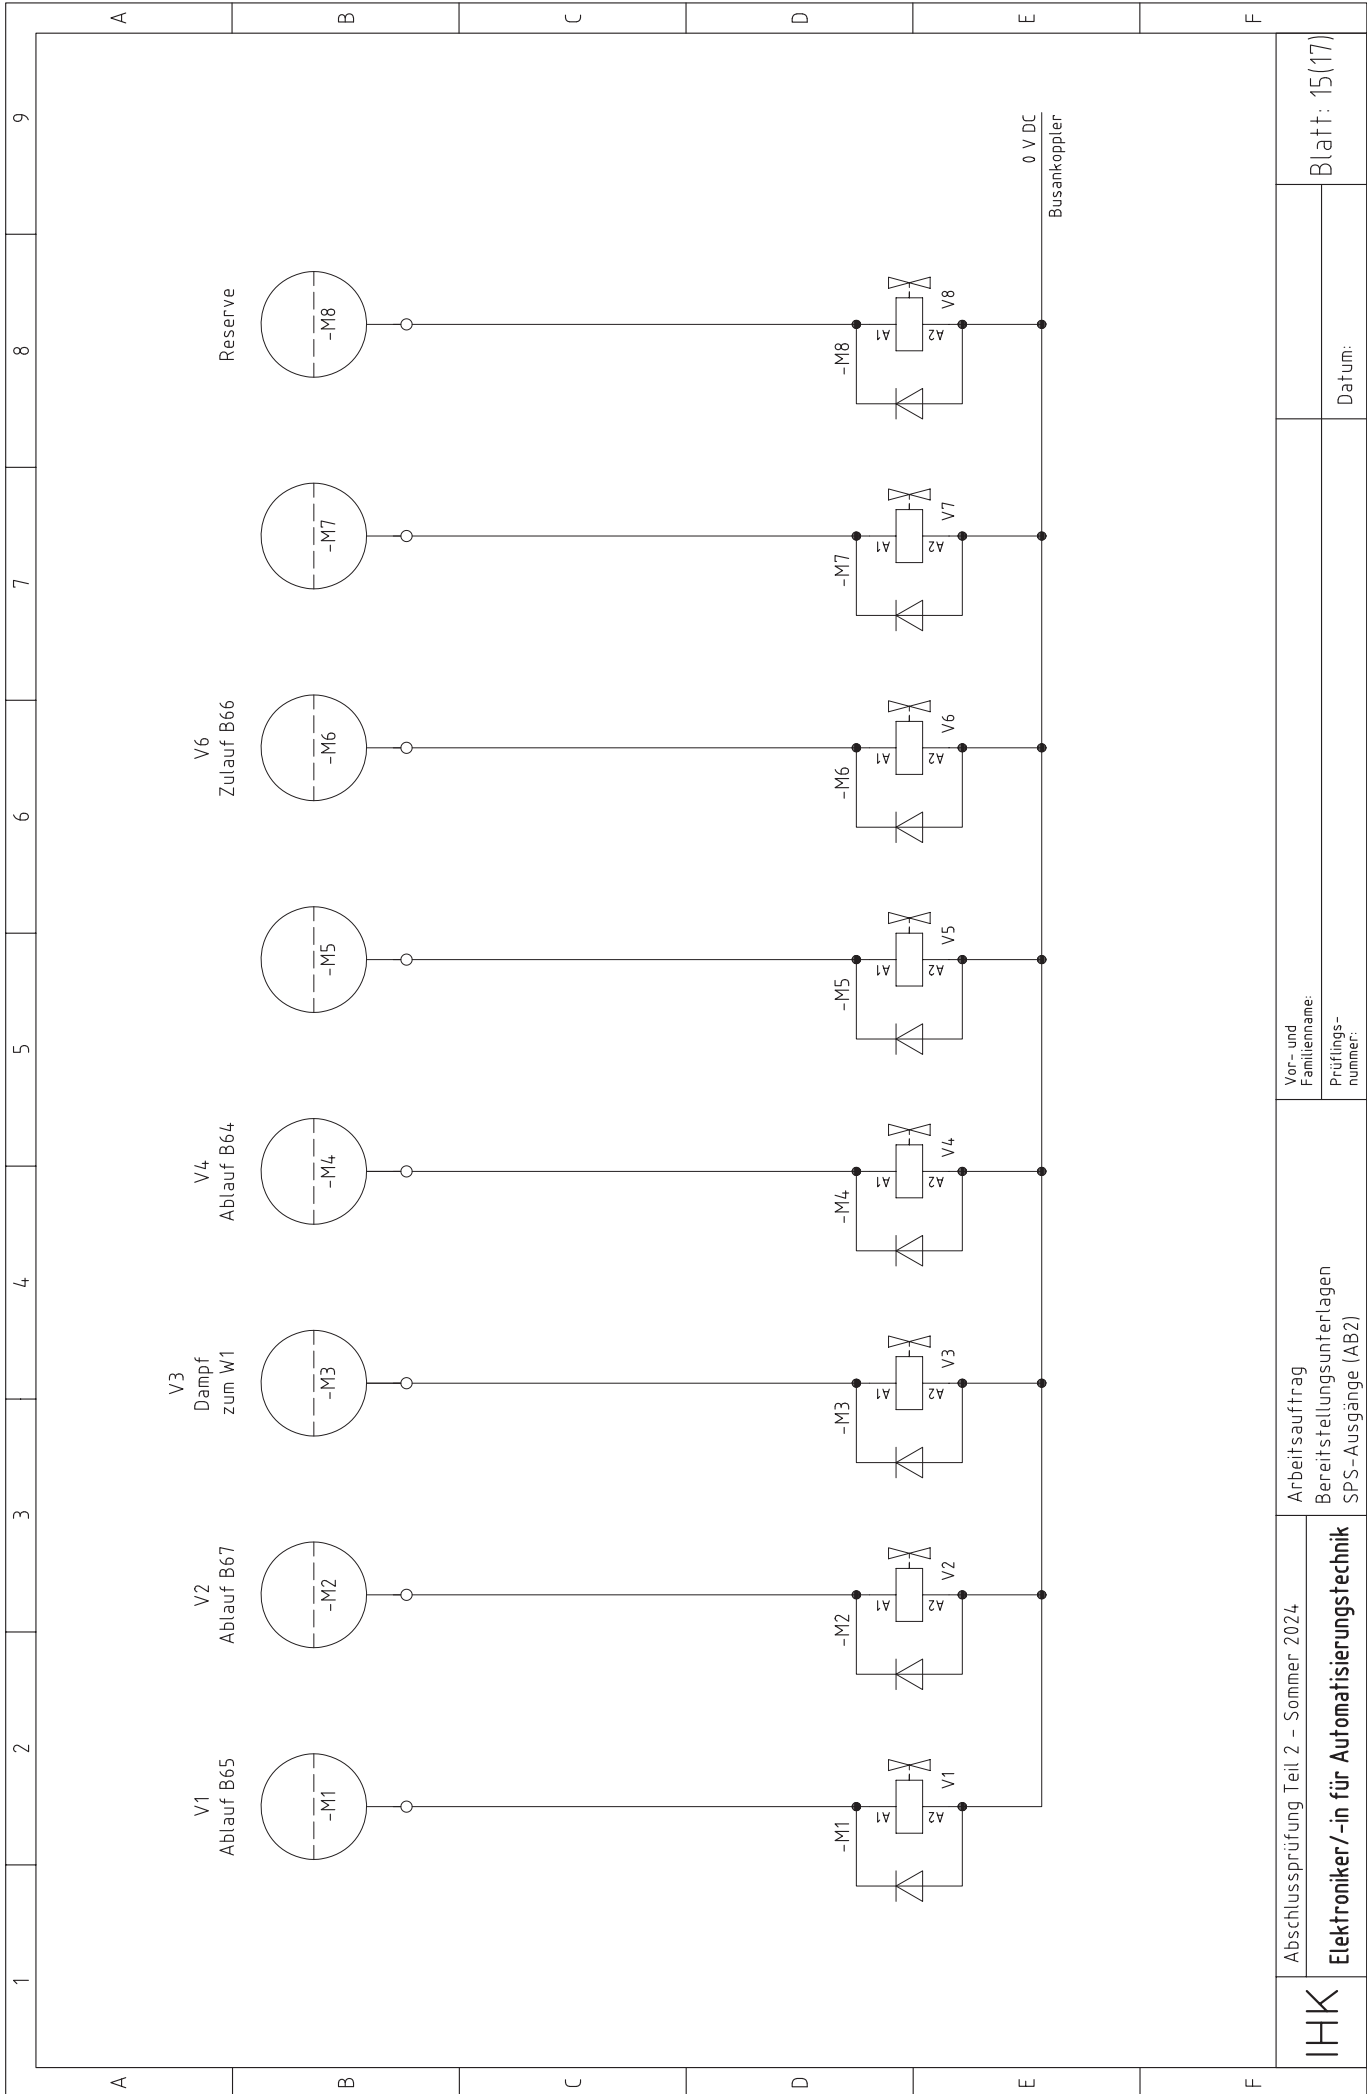 1
2
3
4
5
6
7
8
9
A
A
B
B
C
C
D
D
E
E
F
F
V1
Ablauf B65
-M1
V2
Ablauf B67
-M2
V3
Dampf
zum W1
-M3
V4
Ablauf B64
-M4
-M5
V6
Zulauf B66
-M6
-M7
Reserve
-M8
-M1
A1
A2
V1
-M2
A1
A2
V2
-M3
A1
A2
V3
-M4
A1
A2
V4
-M5
A1
A2
V5
-M6
A1
A2
V6
-M7
A1
A2
V7
-M8
A1
A2
V8
0 V DC
Busankoppler
IHK
Abschlussprüfung Teil 2 - Sommer 2024
Elektroniker/-in für Automatisierungstechnik
Arbeitsauftrag
Bereitstellungsunterlagen
SPS-Ausgänge (AB2)
Vor- und
Familienname:
Prüflings-
nummer:
Datum:
Blatt: 15(17)